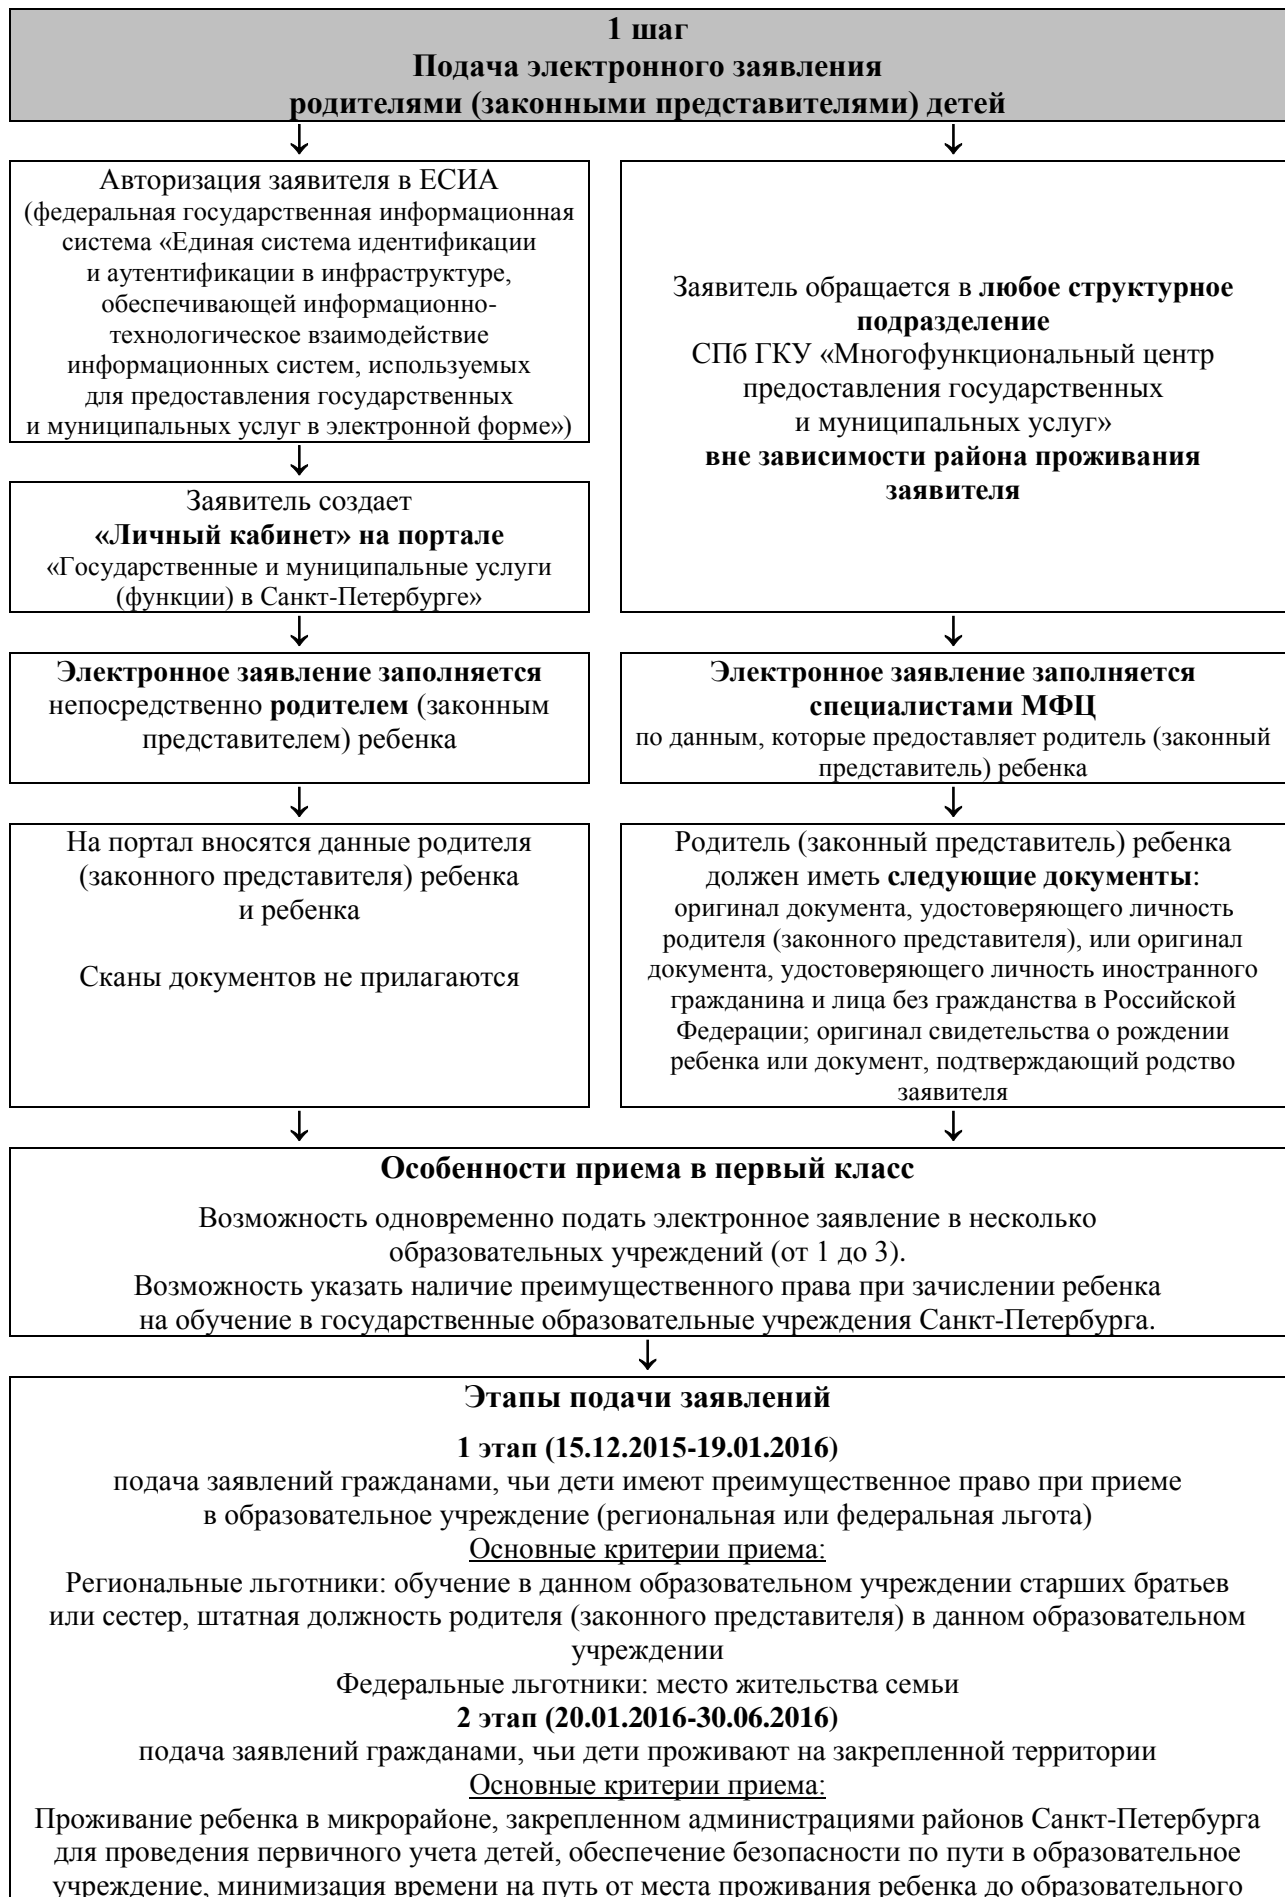 1 шаг
Подача электронного заявления
родителями (законными представителями) детей
↓
↓
Авторизация заявителя в ЕСИА
(федеральная государственная информационная
система «Единая система идентификации
и аутентификации в инфраструктуре,
обеспечивающей информационно-
технологическое взаимодействие
информационных систем, используемых
для предоставления государственных
и муниципальных услуг в электронной форме»)
↓
Заявитель создает
«Личный кабинет» на портале
«Государственные и муниципальные услуги
(функции) в Санкт-Петербурге»
Заявитель обращается в любое структурное
подразделение
СПб ГКУ «Многофункциональный центр
предоставления государственных
и муниципальных услуг»
вне зависимости района проживания
заявителя
↓
↓
Электронное заявление заполняется
непосредственно родителем (законным
представителем) ребенка
Электронное заявление заполняется
специалистами МФЦ
по данным, которые предоставляет родитель (законный
представитель) ребенка
↓
↓
На портал вносятся данные родителя
(законного представителя) ребенка
и ребенка
Сканы документов не прилагаются
Родитель (законный представитель) ребенка
должен иметь следующие документы:
оригинал документа, удостоверяющего личность
родителя (законного представителя), или оригинал
документа, удостоверяющего личность иностранного
гражданина и лица без гражданства в Российской
Федерации; оригинал свидетельства о рождении
ребенка или документ, подтверждающий родство
заявителя
↓
↓
Особенности приема в первый класс
Возможность одновременно подать электронное заявление в несколько
образовательных учреждений (от 1 до 3).
Возможность указать наличие преимущественного права при зачислении ребенка
на обучение в государственные образовательные учреждения Санкт-Петербурга.
↓
Этапы подачи заявлений
1 этап (15.12.2015-19.01.2016)
подача заявлений гражданами, чьи дети имеют преимущественное право при приеме
в образовательное учреждение (региональная или федеральная льгота)
Основные критерии приема:
Региональные льготники: обучение в данном образовательном учреждении старших братьев
или сестер, штатная должность родителя (законного представителя) в данном образовательном
учреждении
Федеральные льготники: место жительства семьи
2 этап (20.01.2016-30.06.2016)
подача заявлений гражданами, чьи дети проживают на закрепленной территории
Основные критерии приема:
Проживание ребенка в микрорайоне, закрепленном администрациями районов Санкт-Петербурга
для проведения первичного учета детей, обеспечение безопасности по пути в образовательное
учреждение, минимизация времени на путь от места проживания ребенка до образовательного